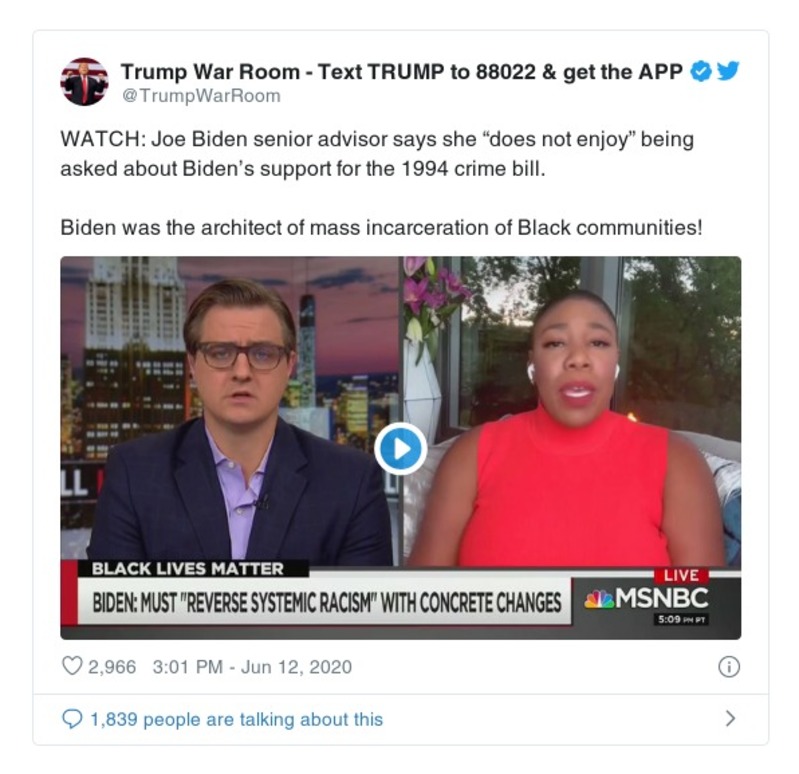 Trump War Room - Text TRUMP to 88022 & get the APP
@TrumpWarRoom
WATCH: Joe Biden senior advisor says she “does not enjoy” being
asked about Biden’s support for the 1994 crime bill.
Biden was the architect of mass incarceration of Black communities!
LL
BLACK LIVES MATTER
LIVE
BIDEN: MUST "REVERSE SYSTEMIC RACISM" WITH CONCRETE CHANGES
MSNBC
5:09 PM PT
2,966 3:01 PM - Jun 12, 2020
1,839 people are talking about this